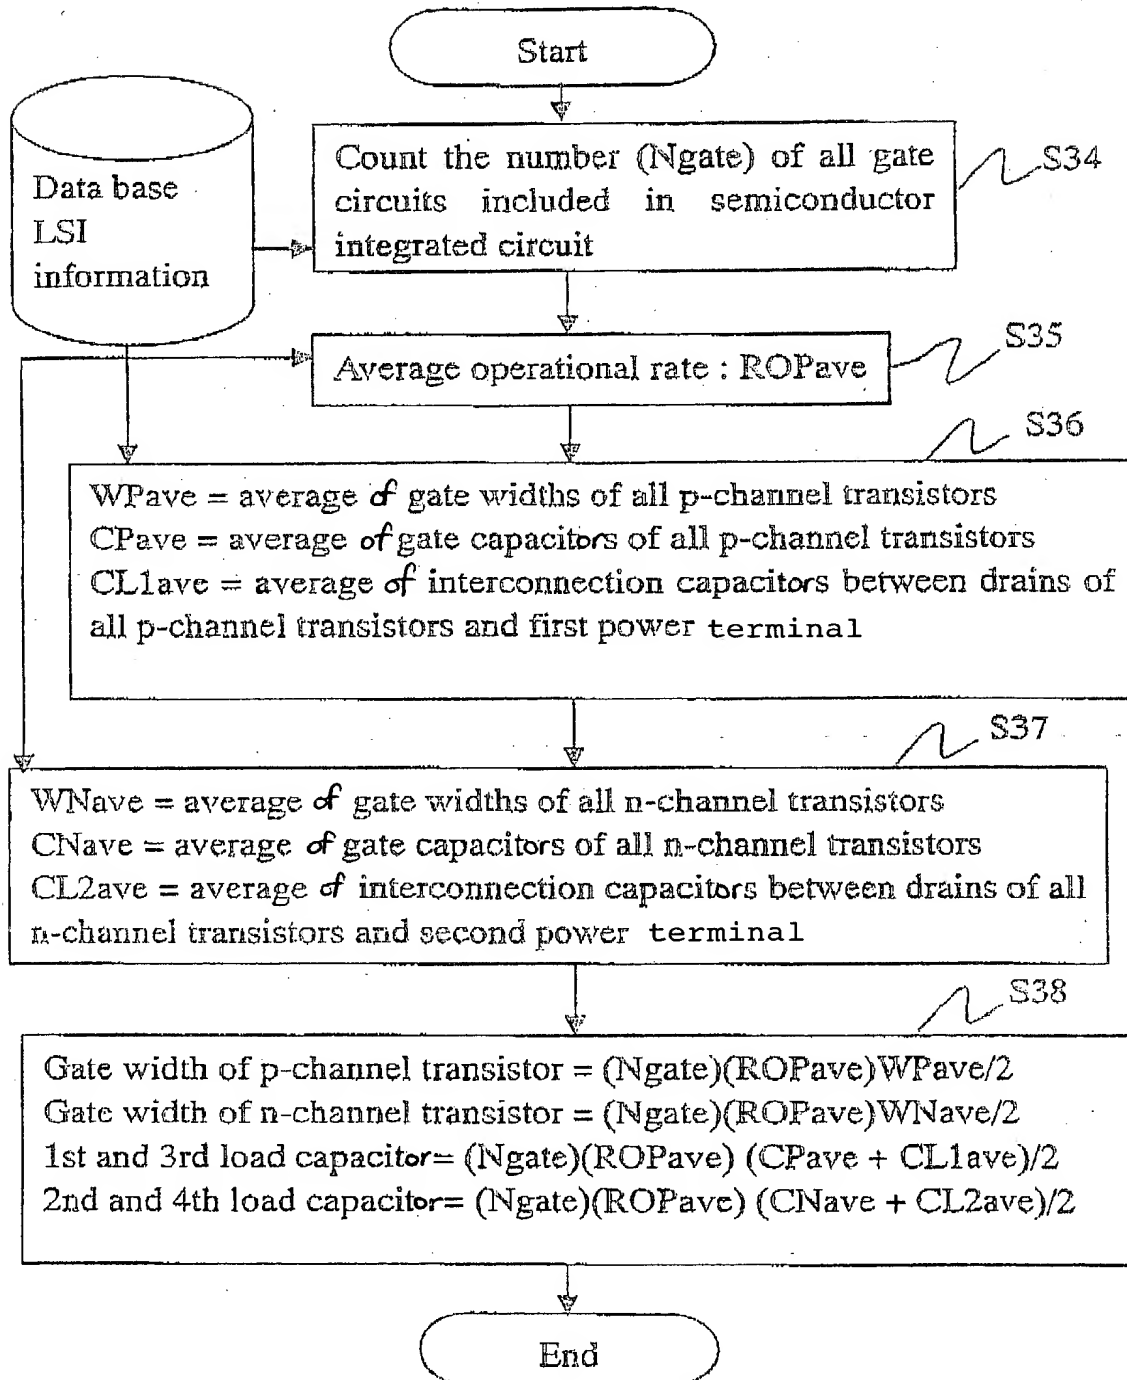 Start
Data base
LSI
information
Count the number (Ngate) of all gate
circuits included in semiconductor
integrated circuit
S34
Average operational rate : ROPave
S35
S36
WPave = average of gate widths of all p-channel transistors
CPave = average of gate capacitors of all p-channel transistors
CL1ave = average of interconnection capacitors between drains of
all p-channel transistors and first power terminal
S37
WNave = average of gate widths of all n-channel transistors
CNave = average of gate capacitors of all n-channel transistors
CL2ave = average of interconnection capacitors between drains of all
n-channel transistors and second power terminal
S38
Gate width of p-channel transistor = (Ngate)(ROPave)WPave/2
Gate width of n-channel transistor = (Ngate)(ROPave)WNave/2
1st and 3rd load capacitor= (Ngate)(ROPave) (CPave + CL1ave)/2
2nd and 4th load capacitor= (Ngate)(ROPave) (CNave + CL2ave)/2
End